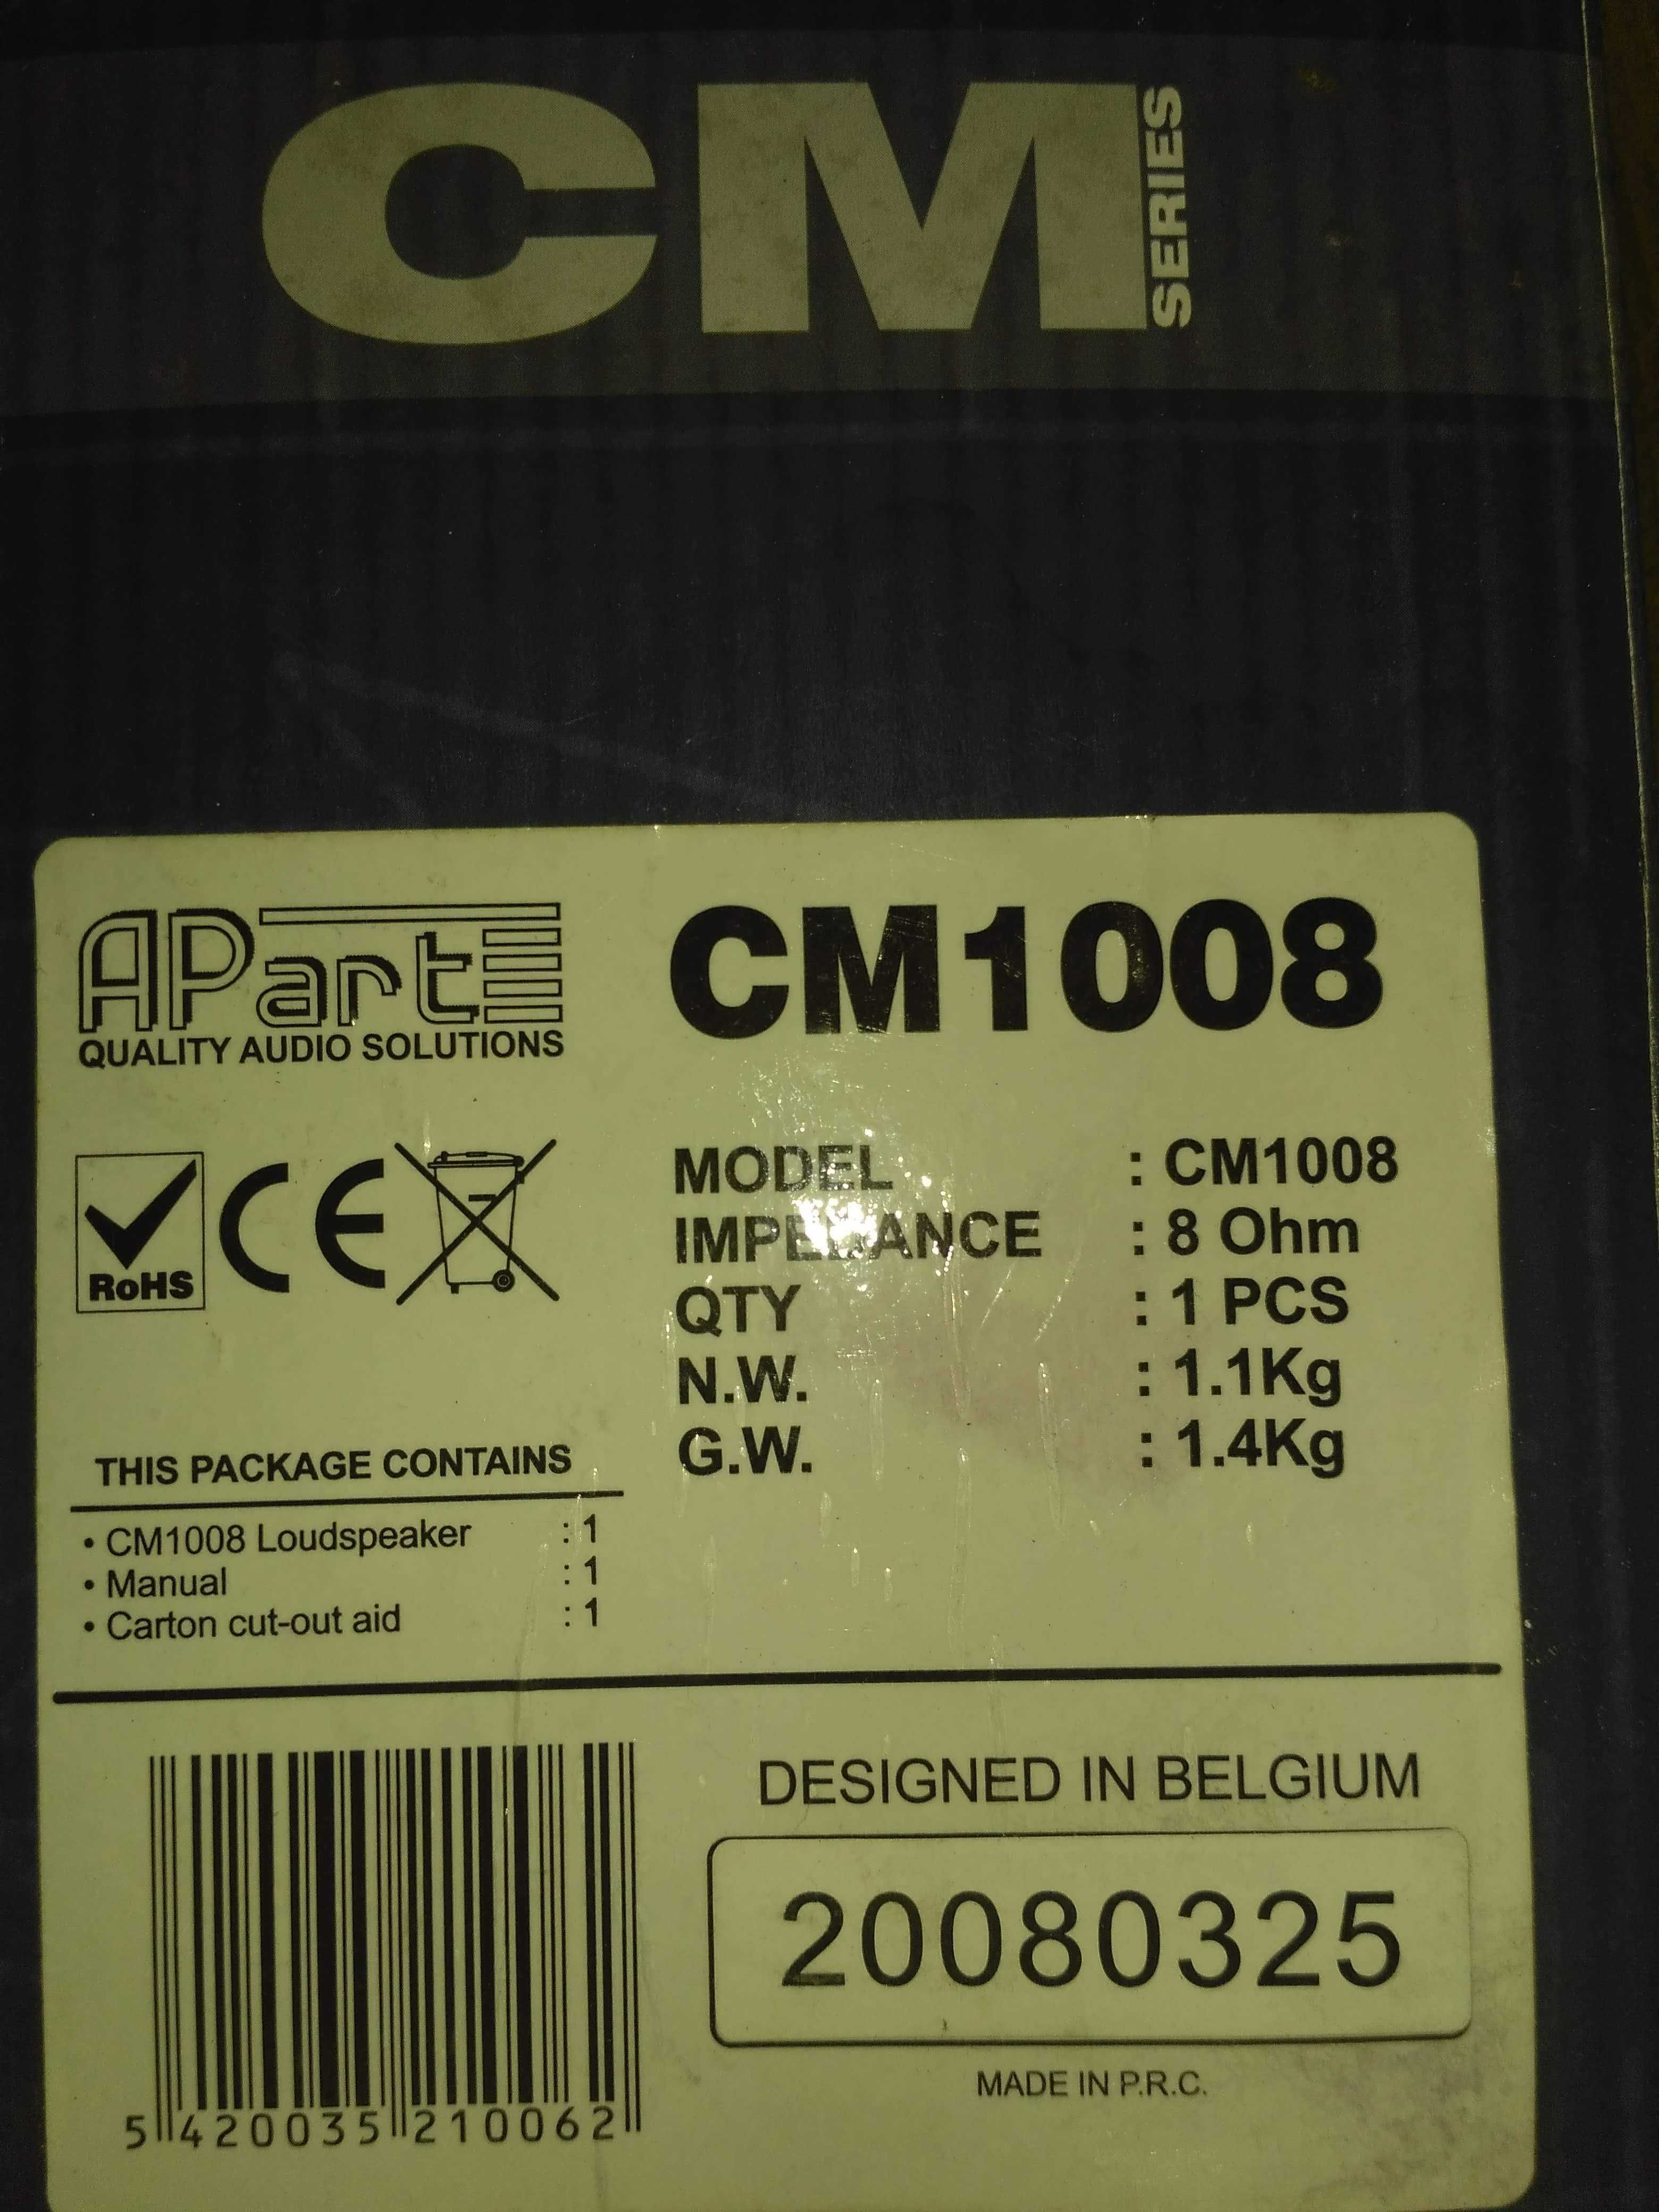 CM SERIES
APart
QUALITY AUDIO SOLUTIONS
CM1008
RoHS CE
MODEL : CM1008
IMPEDANCE : 8 Ohm
QTY : 1 PCS
N.W. : 1.1Kg
G.W. : 1.4Kg
THIS PACKAGE CONTAINS
• CM1008 Loudspeaker : 1
• Manual : 1
• Carton cut-out aid : 1
DESIGNED IN BELGIUM
20080325
MADE IN P.R.C.
5 420035 210062